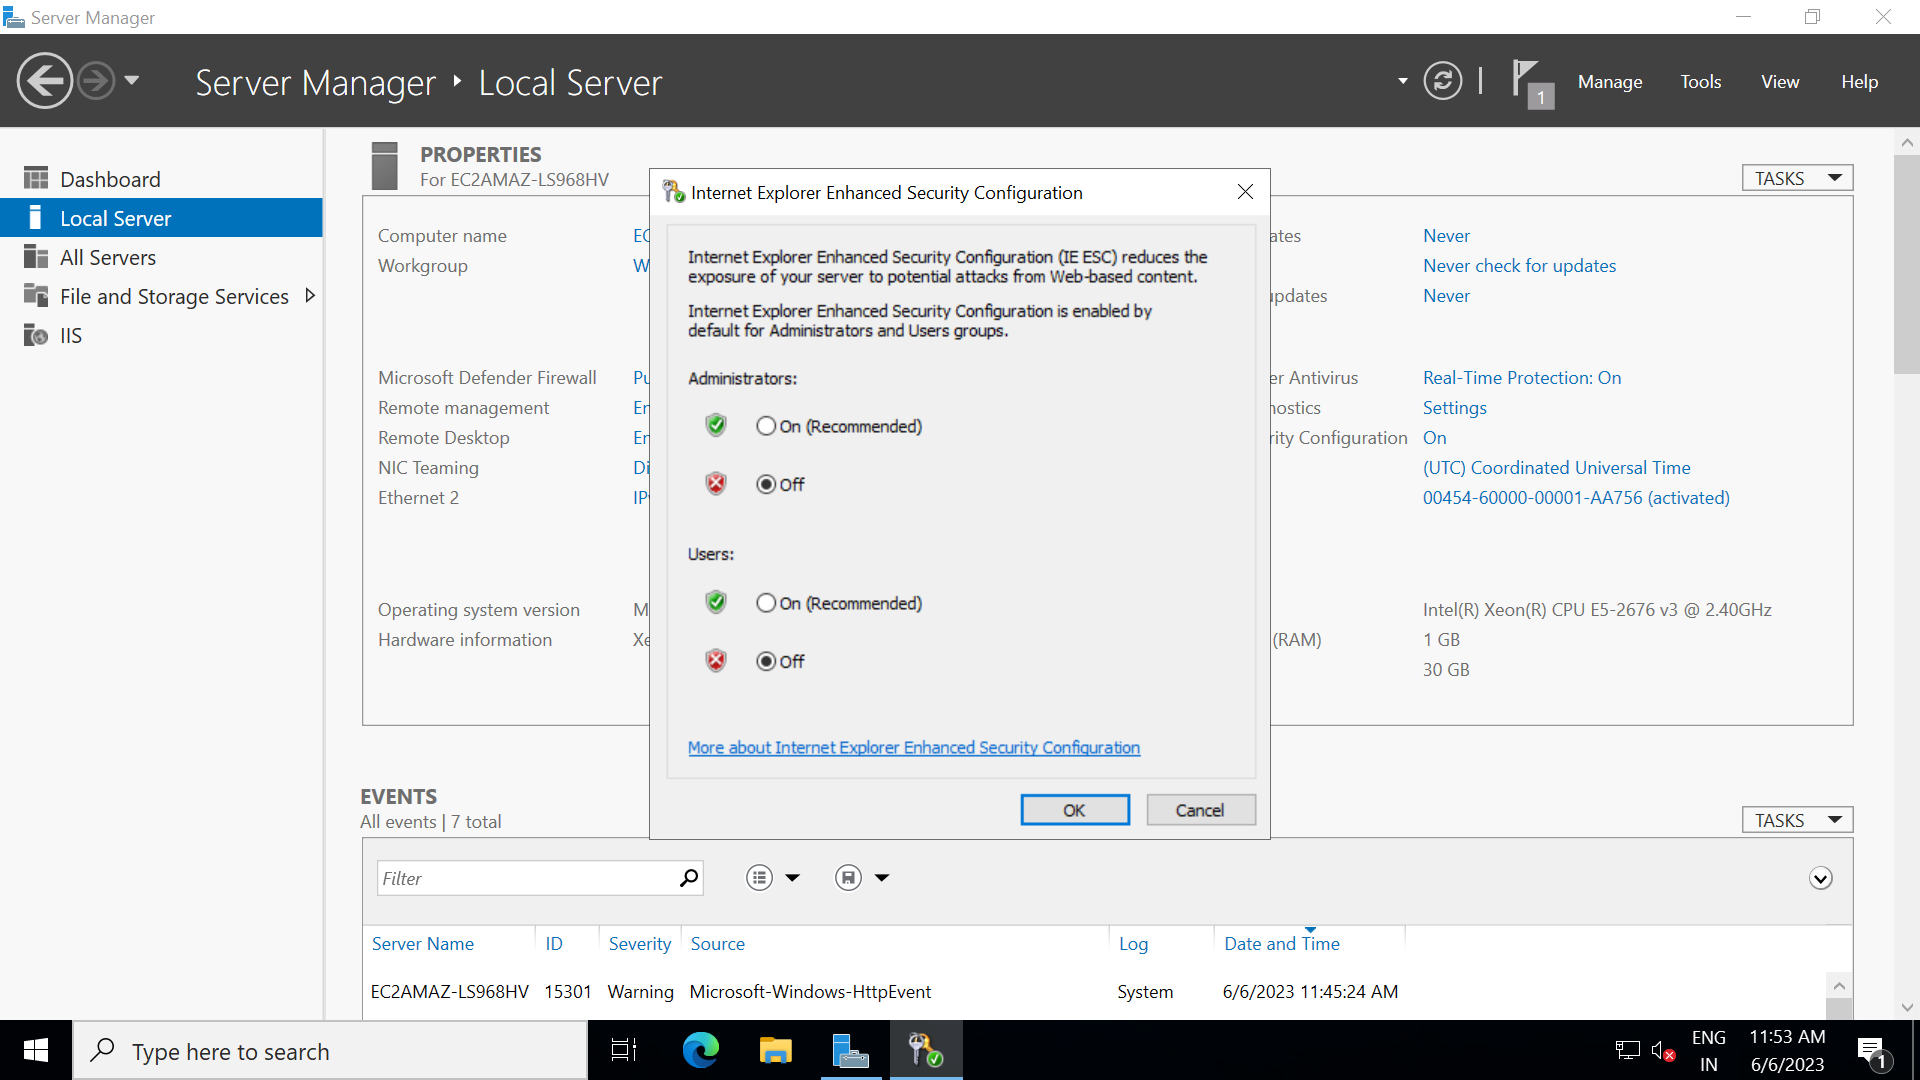 Server Manager
Server Manager ‣ Local Server
1
Manage
Tools
View
Help
Dashboard
Local Server
All Servers
File and Storage Services
IIS
PROPERTIES
For EC2AMAZ-LS968HV
TASKS
Computer name
Workgroup
Never
Never check for updates
Never
Microsoft Defender Firewall
Remote management
Remote Desktop
NIC Teaming
Ethernet 2
Antivirus
Real-Time Protection: On
Settings
Configuration
On
(UTC) Coordinated Universal Time
00454-60000-00001-AA756 (activated)
Operating system version
Hardware information
Intel(R) Xeon(R) CPU E5-2676 v3 @ 2.40GHz
(RAM)
1 GB
30 GB
Internet Explorer Enhanced Security Configuration
Internet Explorer Enhanced Security Configuration (IE ESC) reduces the
exposure of your server to potential attacks from Web-based content.
Internet Explorer Enhanced Security Configuration is enabled by
default for Administrators and Users groups.
Administrators:
On (Recommended)
Off
Users:
On (Recommended)
Off
More about Internet Explorer Enhanced Security Configuration
OK
Cancel
EVENTS
All events | 7 total
TASKS
Filter
Server Name ID Severity Source Log Date and Time
EC2AMAZ-LS968HV 15301 Warning Microsoft-Windows-HttpEvent System 6/6/2023 11:45:24 AM
Type here to search
ENG
IN
11:53 AM
6/6/2023
1